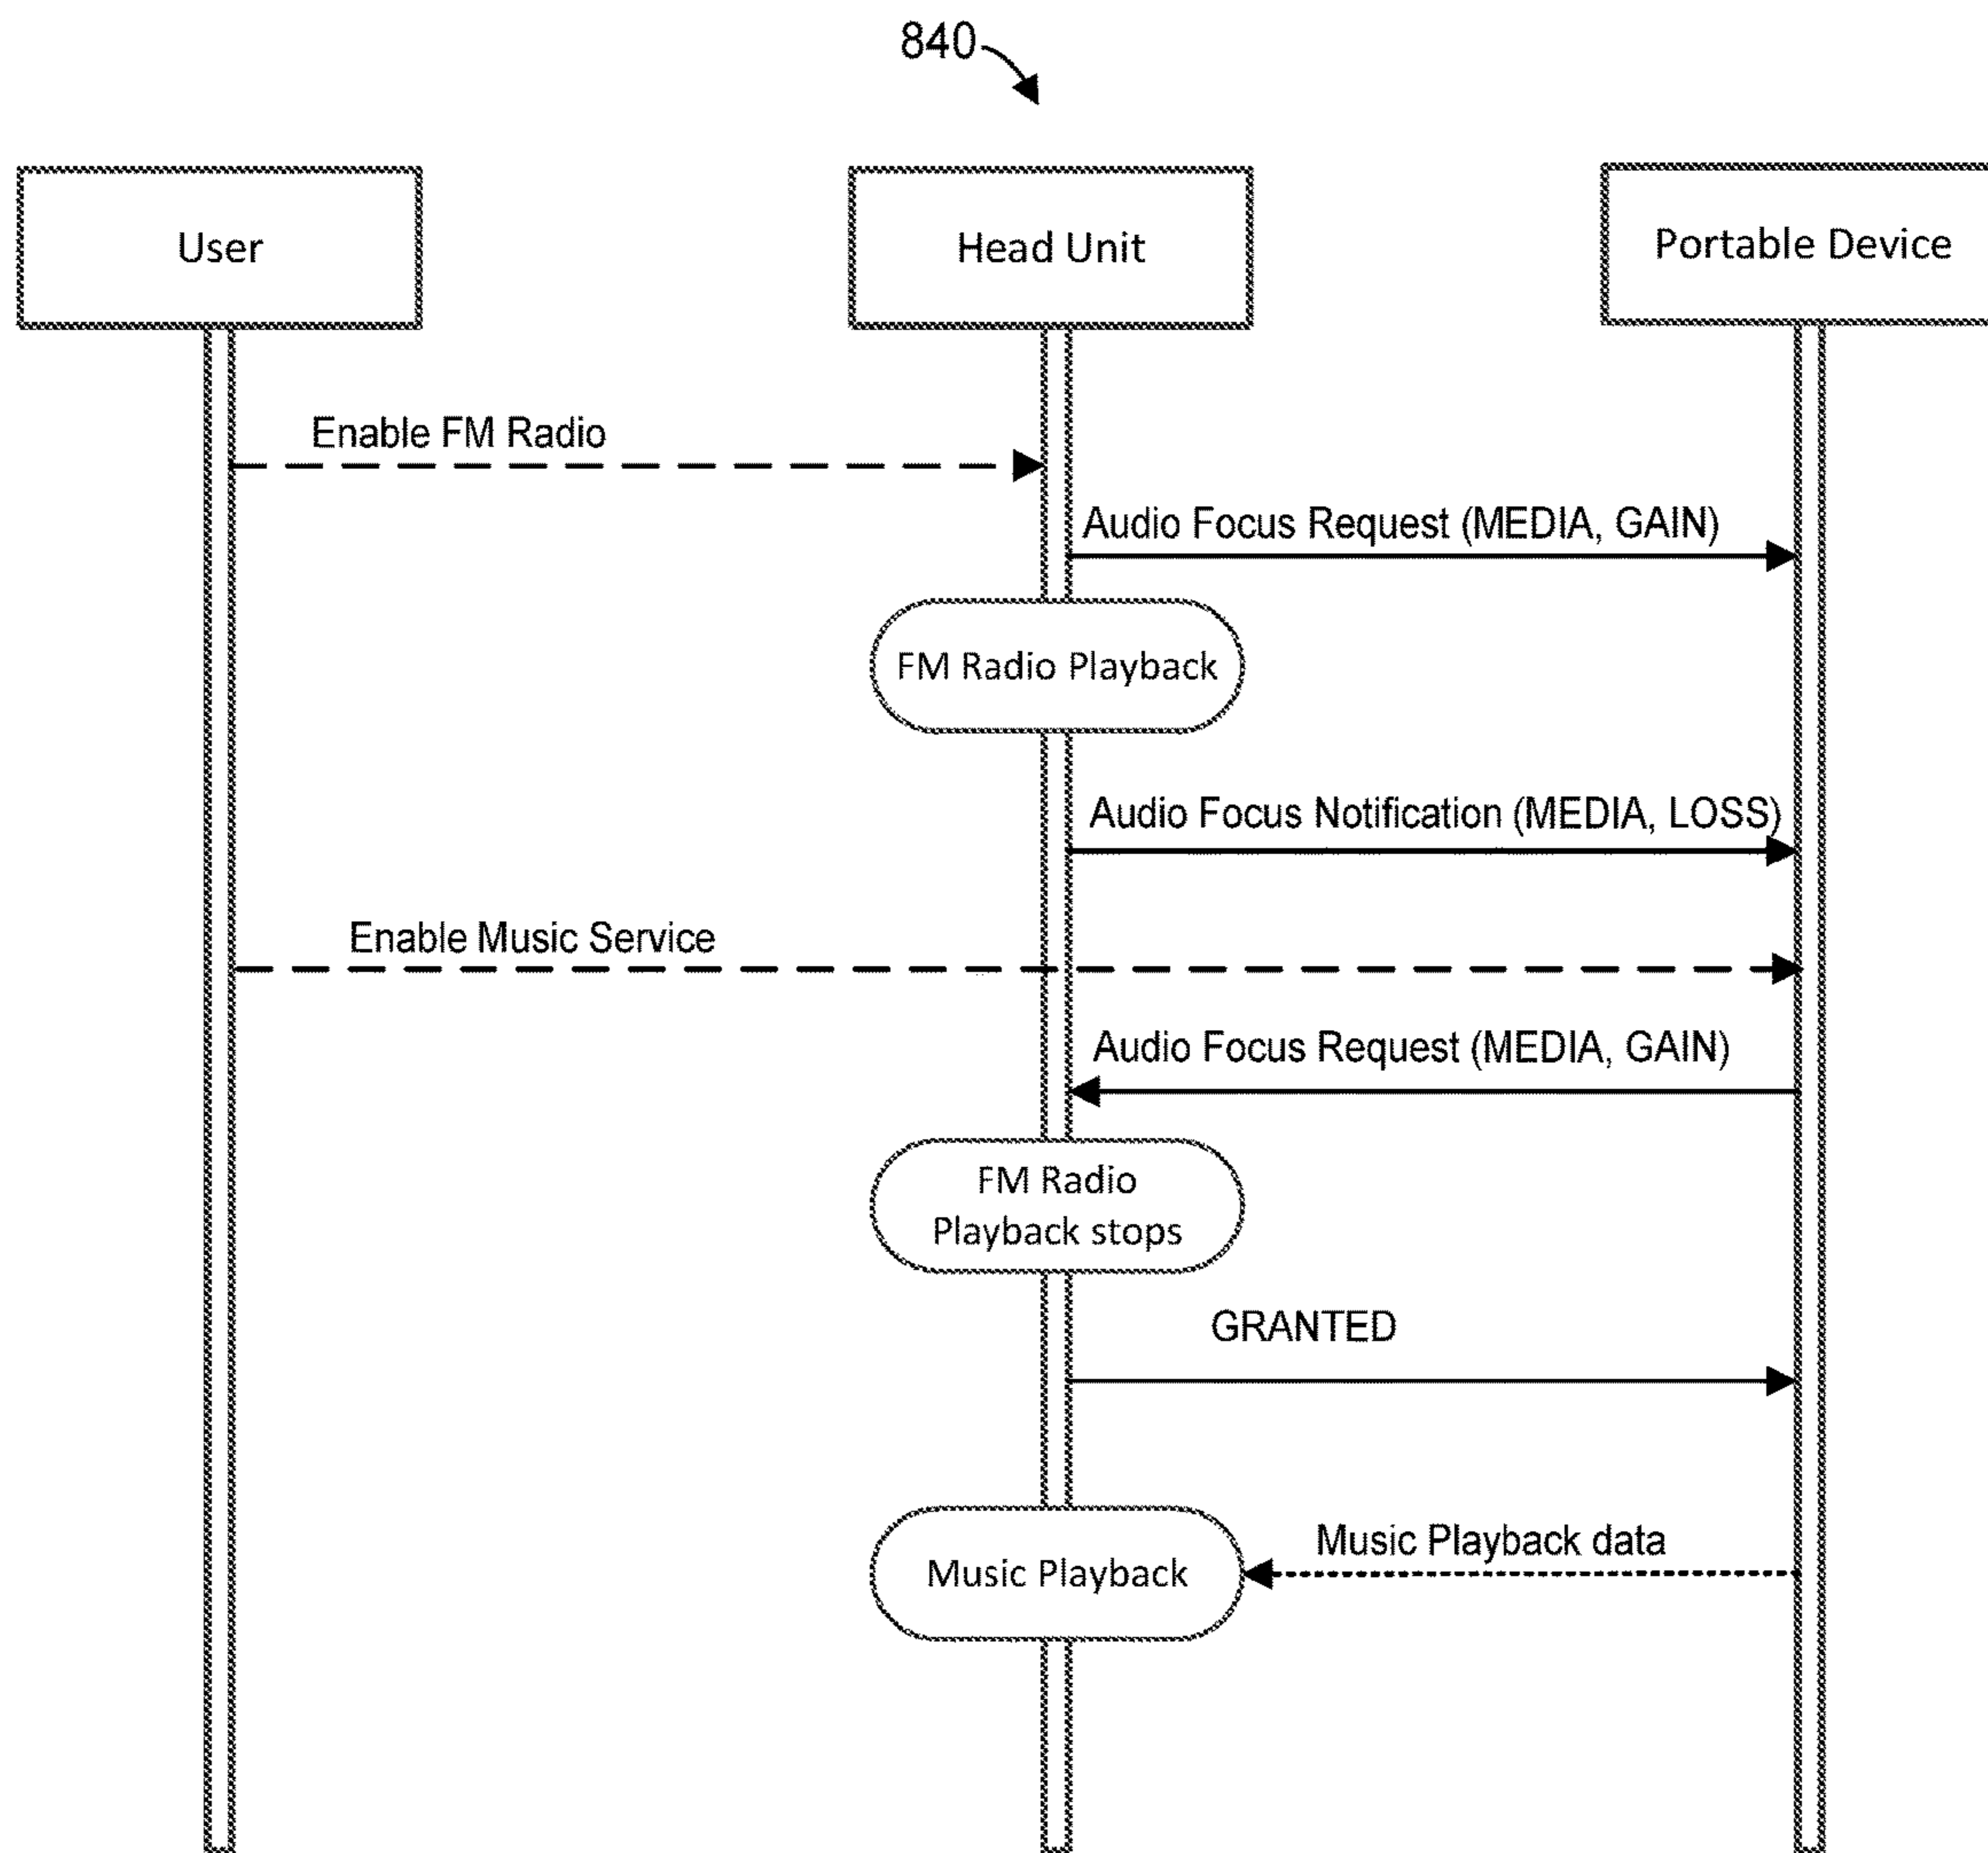 840
User
Head Unit
Portable Device
Enable FM Radio
Audio Focus Request (MEDIA, GAIN)
FM Radio Playback
Audio Focus Notification (MEDIA, LOSS)
Enable Music Service
Audio Focus Request (MEDIA, GAIN)
FM Radio
Playback stops
GRANTED
Music Playback data
Music Playback